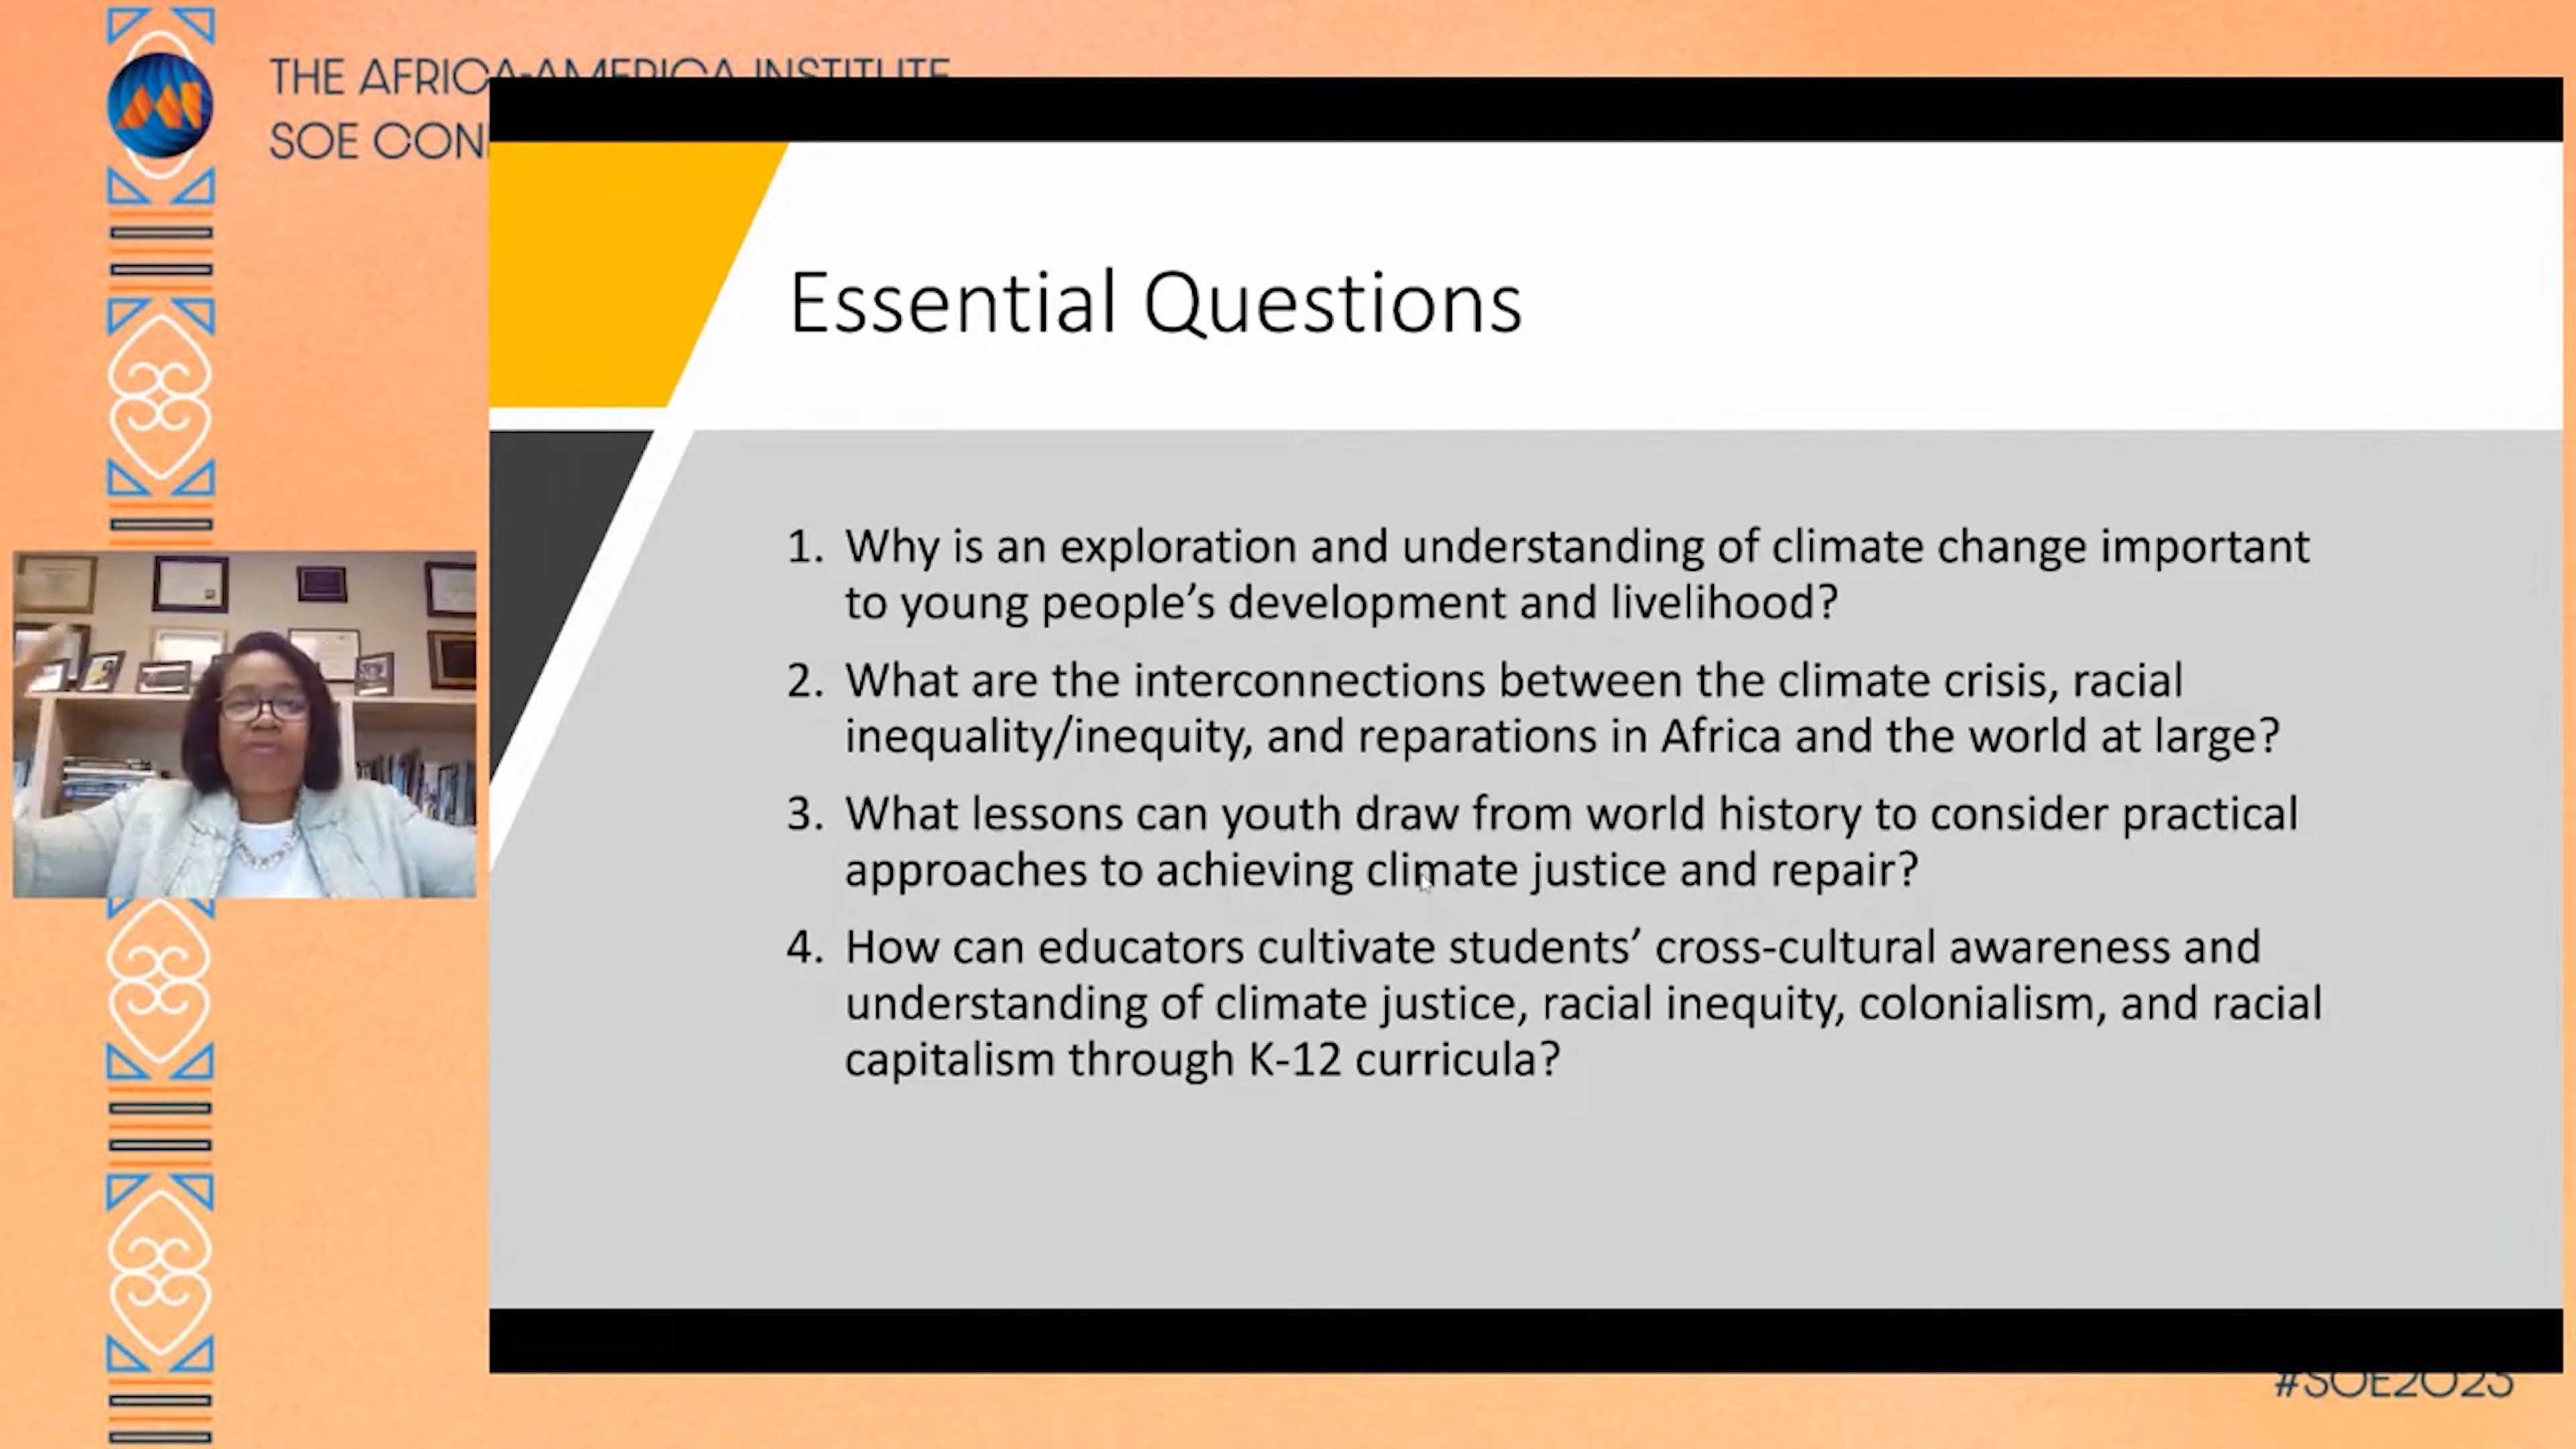 THE AFRICA-AMERICA INSTITUTE
SOE CON
Essential Questions
1. Why is an exploration and understanding of climate change important
to young people’s development and livelihood?
2. What are the interconnections between the climate crisis, racial
inequality/inequity, and reparations in Africa and the world at large?
3. What lessons can youth draw from world history to consider practical
approaches to achieving climate justice and repair?
4. How can educators cultivate students’ cross-cultural awareness and
understanding of climate justice, racial inequity, colonialism, and racial
capitalism through K-12 curricula?
#SOE2023